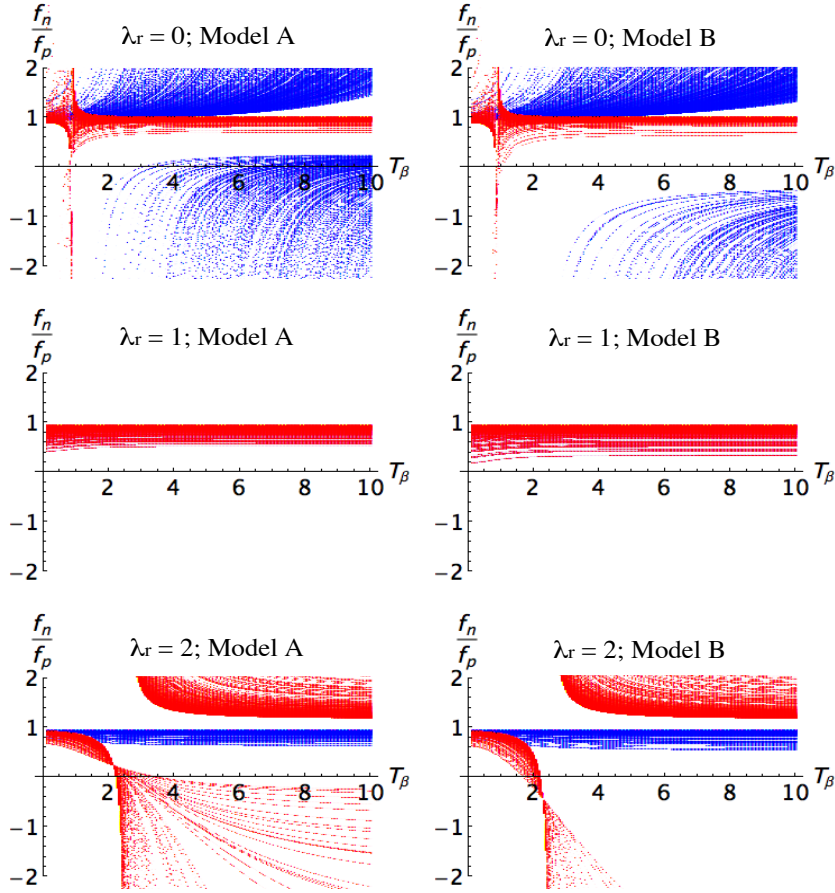 fn
fp
λr = 0; Model A
2
1
2 4 6 8 10 Tβ
−1
−2
fn
fp
λr = 0; Model B
2
1
2 4 6 8 10 Tβ
−1
−2
fn
fp
λr = 1; Model A
2
1
2 4 6 8 10 Tβ
−1
−2
fn
fp
λr = 1; Model B
2
1
2 4 6 8 10 Tβ
−1
−2
fn
fp
λr = 2; Model A
2
1
2 4 6 8 10 Tβ
−1
−2
fn
fp
λr = 2; Model B
2
1
2 4 6 8 10 Tβ
−1
−2